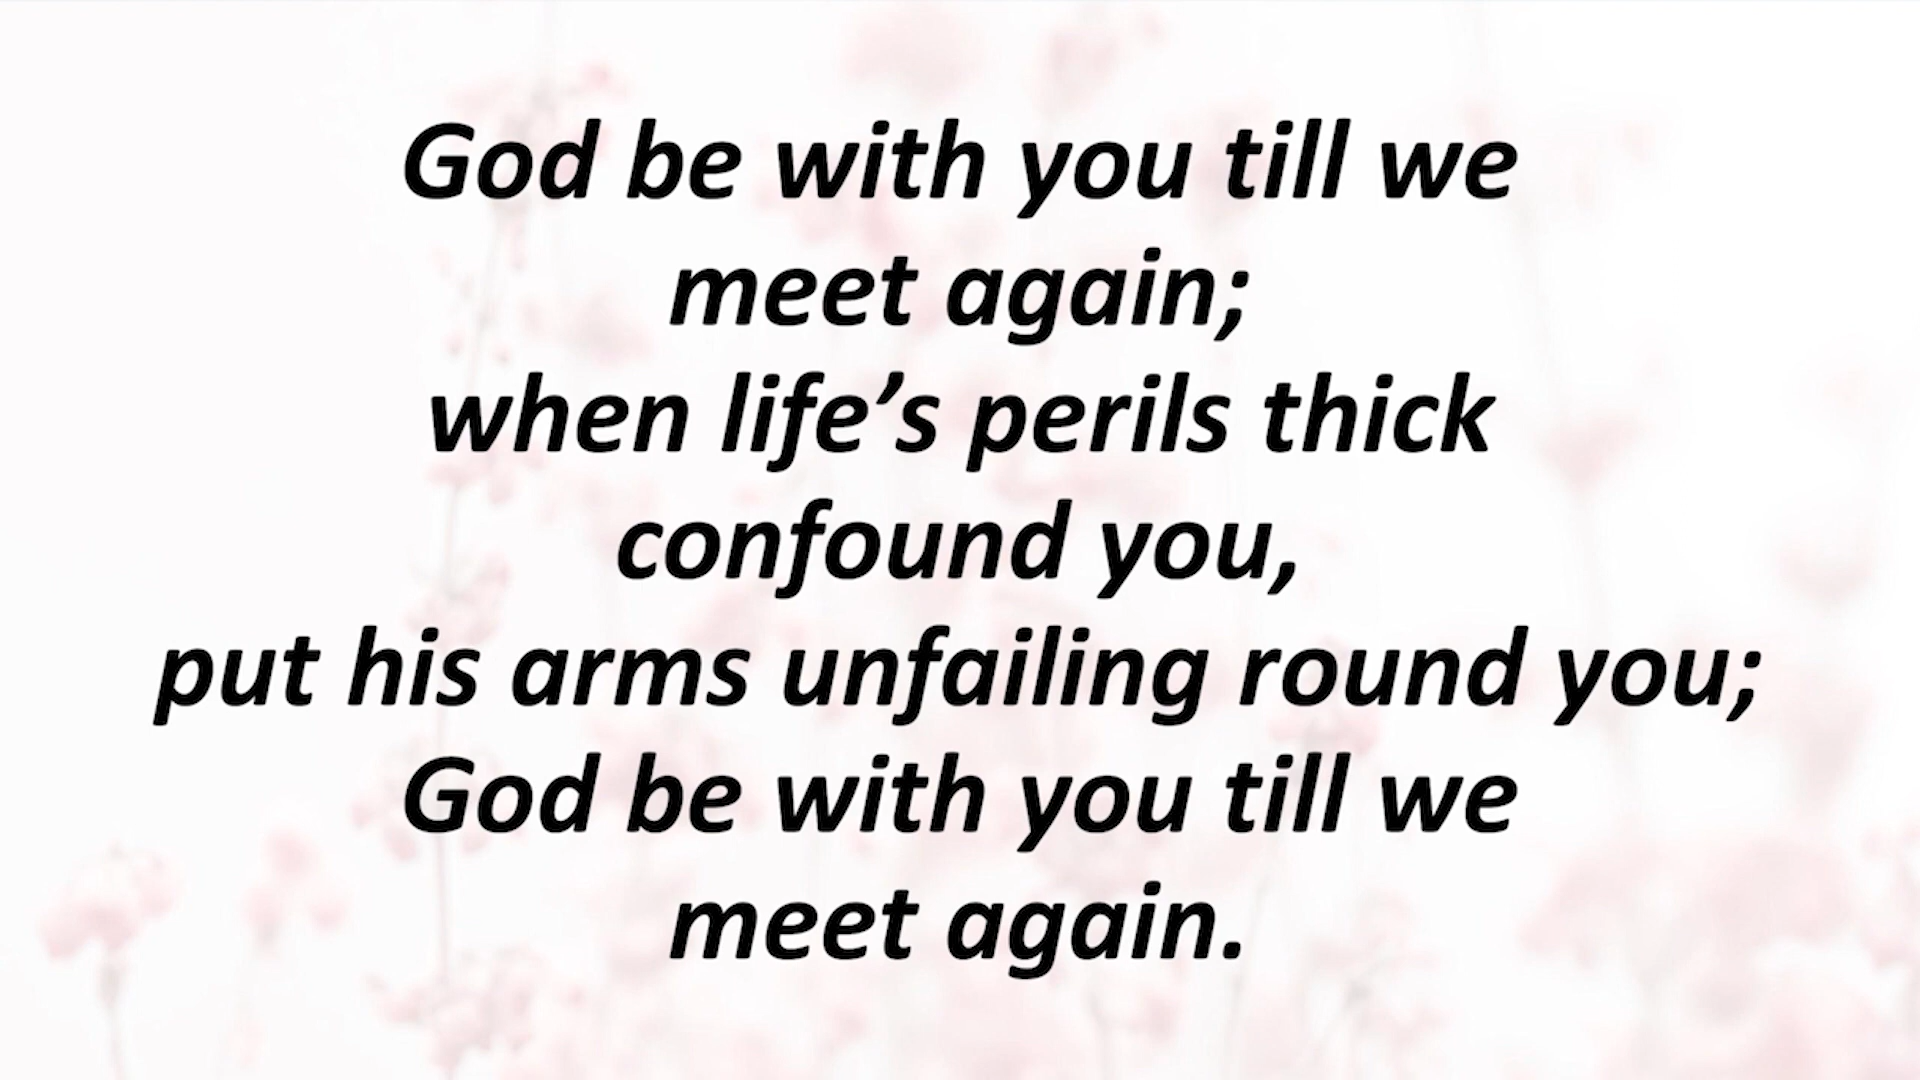 God be with you till we
meet again;
when life’s perils thick
confound you,
put his arms unfailing round you;
God be with you till we
meet again.